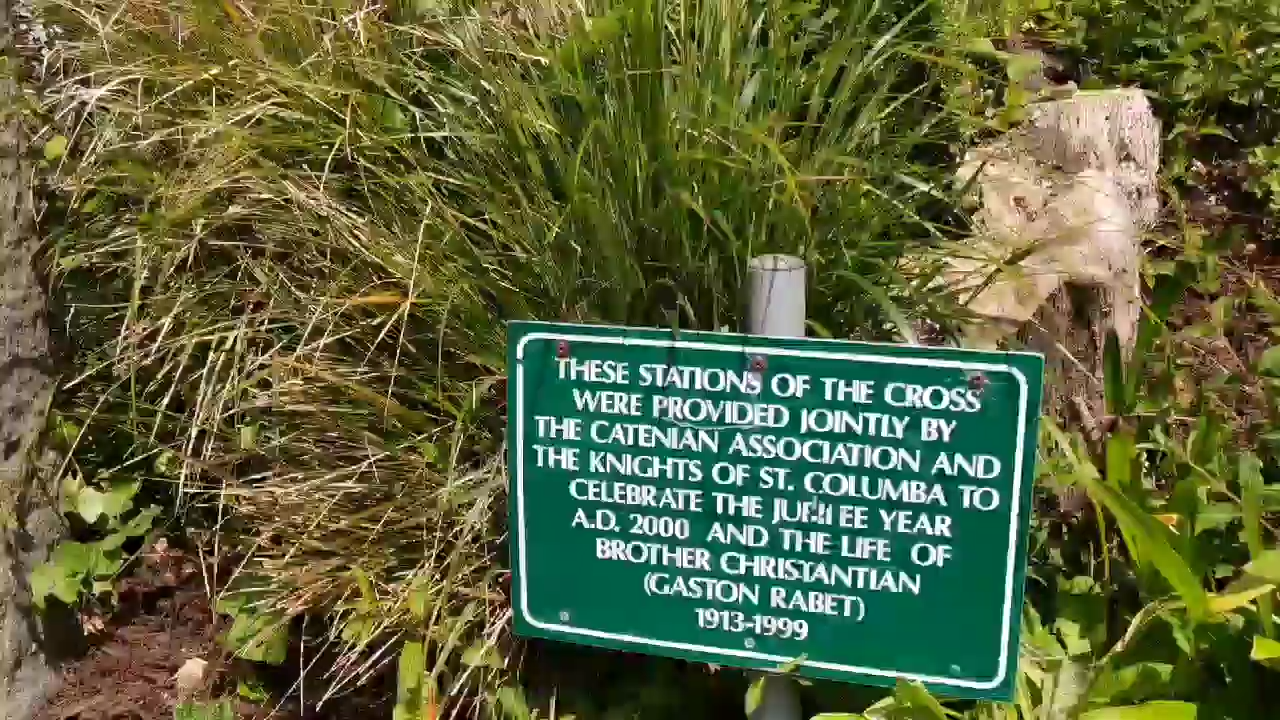 THESE STATIONS OF THE CROSS
WERE PROVIDED JOINTLY BY
THE CATENIAN ASSOCIATION AND
THE KNIGHTS OF ST. COLUMBA TO
CELEBRATE THE JUBILEE YEAR
A.D. 2000 AND THE LIFE OF
BROTHER CHRISTANTIAN
(GASTON RABET)
1913-1999